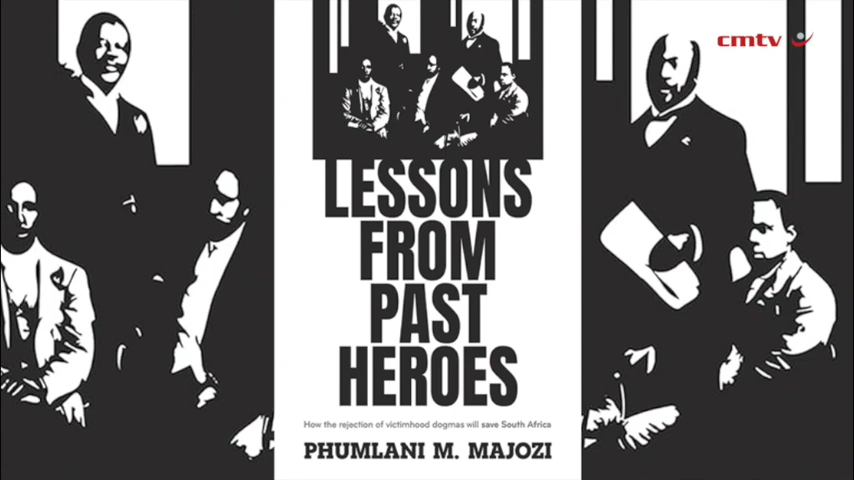 cmtv
LESSONS
FROM
PAST
HEROES
How the rejection of victimhood dogmas will save South Africa
PHUMLANI M. MAJOZI